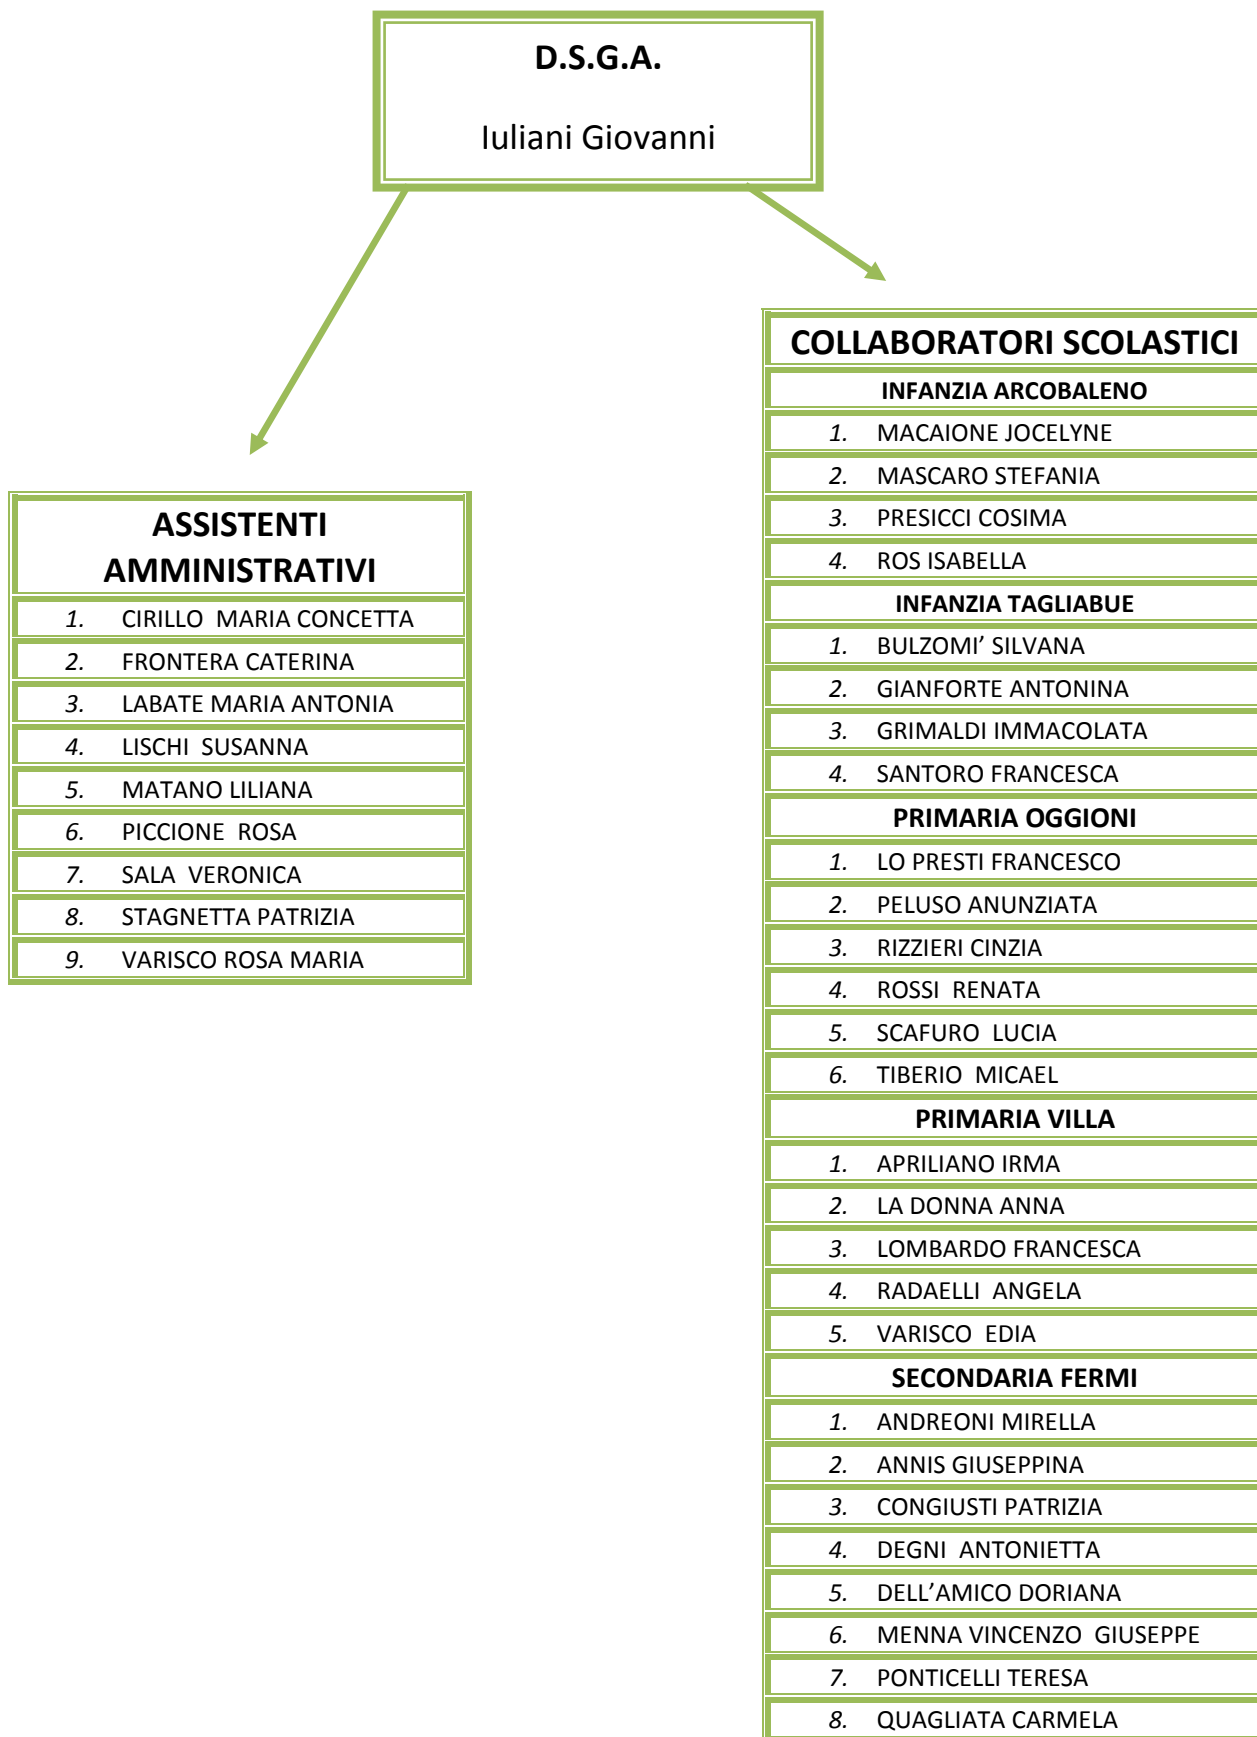 D.S.G.A.
Iuliani Giovanni
ASSISTENTI
AMMINISTRATIVI
1. CIRILLO MARIA CONCETTA
2. FRONTERA CATERINA
3. LABATE MARIA ANTONIA
4. LISCHI SUSANNA
5. MATANO LILIANA
6. PICCIONE ROSA
7. SALA VERONICA
8. STAGNETTA PATRIZIA
9. VARISCO ROSA MARIA
COLLABORATORI SCOLASTICI
INFANZIA ARCOBALENO
1. MACAIONE JOCELYNE
2. MASCARO STEFANIA
3. PRESICCI COSIMA
4. ROS ISABELLA
INFANZIA TAGLIABUE
1. BULZOMI’ SILVANA
2. GIANFORTE ANTONINA
3. GRIMALDI IMMACOLATA
4. SANTORO FRANCESCA
PRIMARIA OGGIONI
1. LO PRESTI FRANCESCO
2. PELUSO ANUNZIATA
3. RIZZIERI CINZIA
4. ROSSI RENATA
5. SCAFURO LUCIA
6. TIBERIO MICAEL
PRIMARIA VILLA
1. APRILIANO IRMA
2. LA DONNA ANNA
3. LOMBARDO FRANCESCA
4. RADAELLI ANGELA
5. VARISCO EDIA
SECONDARIA FERMI
1. ANDREONI MIRELLA
2. ANNIS GIUSEPPINA
3. CONGIUSTI PATRIZIA
4. DEGNI ANTONIETTA
5. DELL’AMICO DORIANA
6. MENNA VINCENZO GIUSEPPE
7. PONTICELLI TERESA
8. QUAGLIATA CARMELA